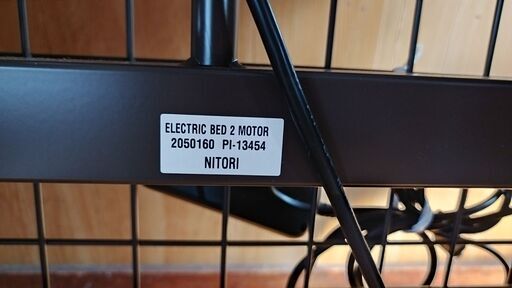 ELECTRIC BED 2 MOTOR
2050160 PI-13454
NITORI